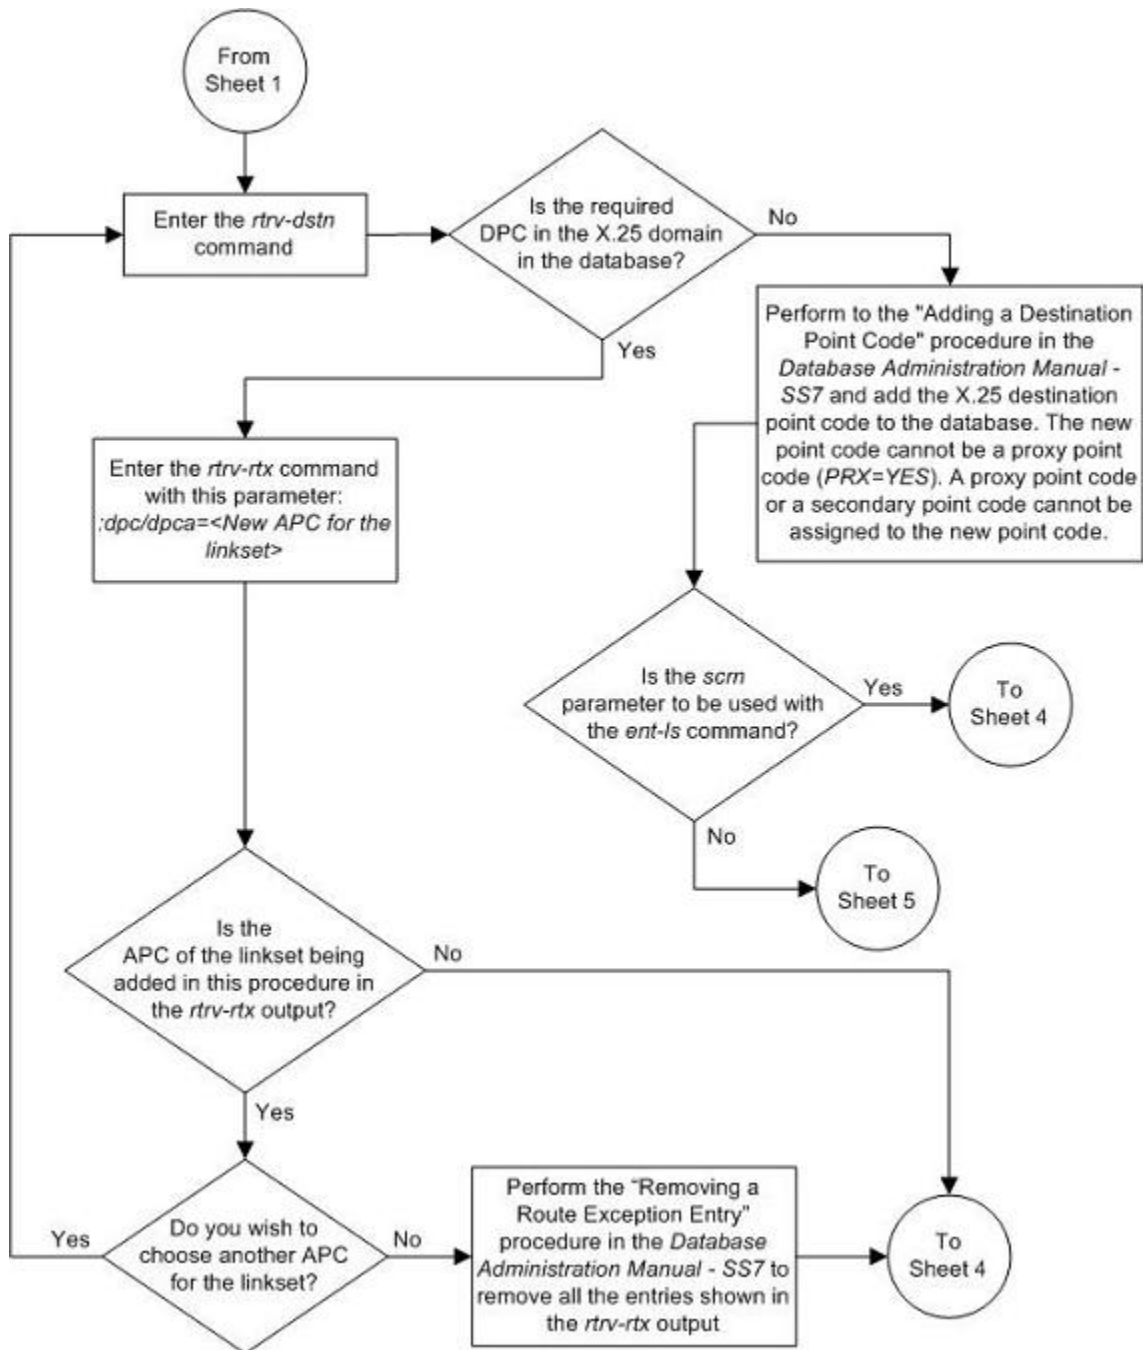 From
Sheet 1
Enter the rtrv-dstn
command
Is the required
DPC in the X.25 domain
in the database?
No
Yes
Perform to the "Adding a Destination
Point Code" procedure in the
Database Administration Manual -
SS7 and add the X.25 destination
point code to the database. The new
point code cannot be a proxy point
code (PRX=YES). A proxy point code
or a secondary point code cannot be
assigned to the new point code.
Enter the rtrv-rtx command
with this parameter:
:dpc/dpca=<New APC for the
linkset>
Is the scrn
parameter to be used with
the ent-ls command?
Yes
To
Sheet 4
No
To
Sheet 5
Is the
APC of the linkset being
added in this procedure in
the rtrv-rtx output?
No
Yes
Do you wish to
choose another APC
for the linkset?
Yes
No
Perform the “Removing a
Route Exception Entry”
procedure in the Database
Administration Manual - SS7 to
remove all the entries shown in
the rtrv-rtx output
To
Sheet 4